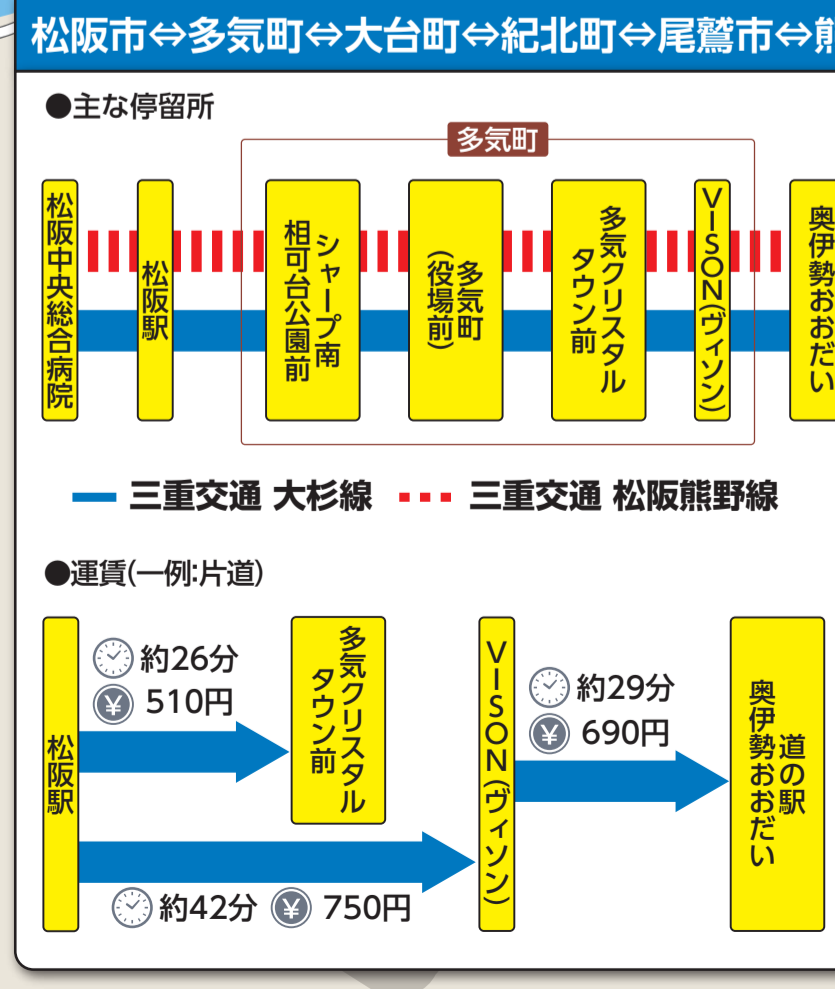 松阪市⇔多気町⇔大台町⇔紀北町⇔尾鷲市⇔熊
●主な停留所
多気町
松阪中央総合病院
松阪駅
シャープ南
相可台公園前
多気町
(役場前)
多気クリスタル
タウン前
VISON(ヴィソン)
奥伊勢おおだい
三重交通 大杉線
三重交通 松阪熊野線
●運賃(一例:片道)
松阪駅
約26分
¥ 510円
多気クリスタル
タウン前
約42分 ¥ 750円
VISON(ヴィソン)
約29分
¥ 690円
道の駅
奥伊勢おおだい